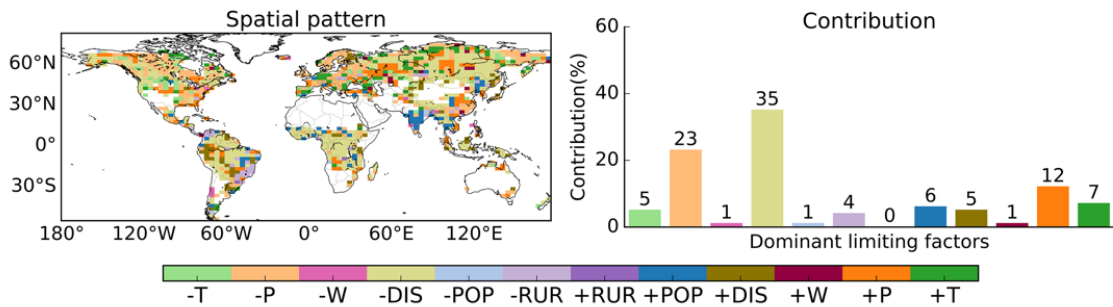 Spatial pattern
60°N
30°N
0°
30°S
180°
120°W
60°W
0°
60°E
120°E
Contribution
Contribution(%)
60
40
20
0
5
23
1
35
1
4
0
6
5
1
12
7
Dominant limiting factors
-T -P -W -DIS -POP -RUR +RUR +POP +DIS +W +P +T